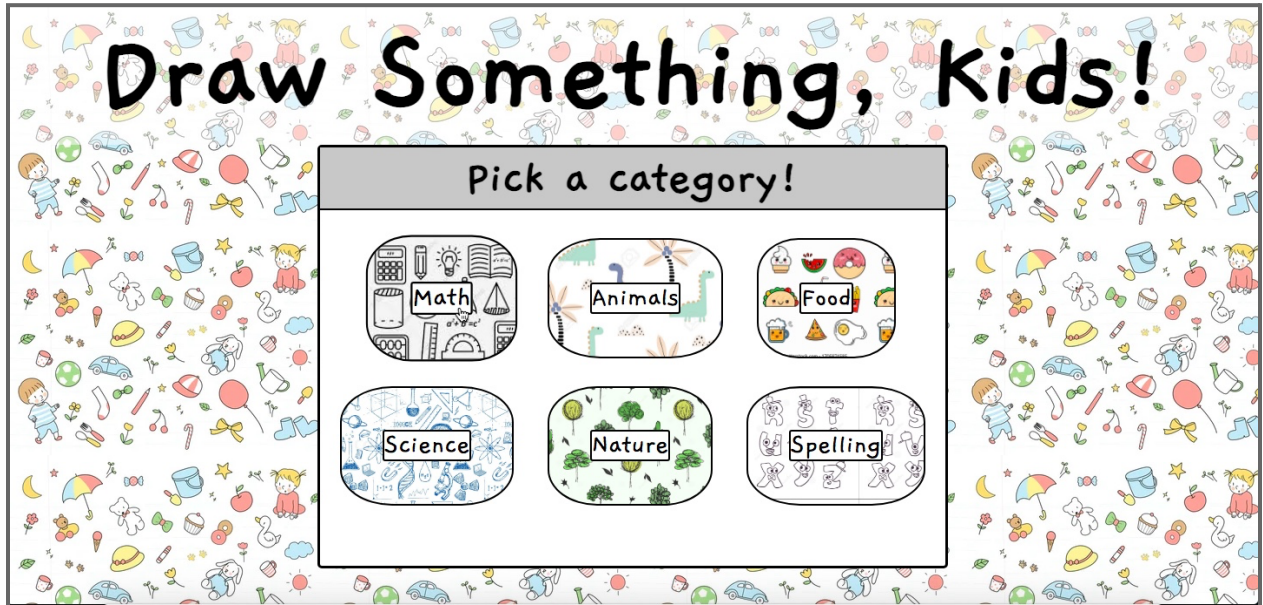 Draw Something, Kids!
Pick a category!
Math
Animals
Food
Science
Nature
Spelling